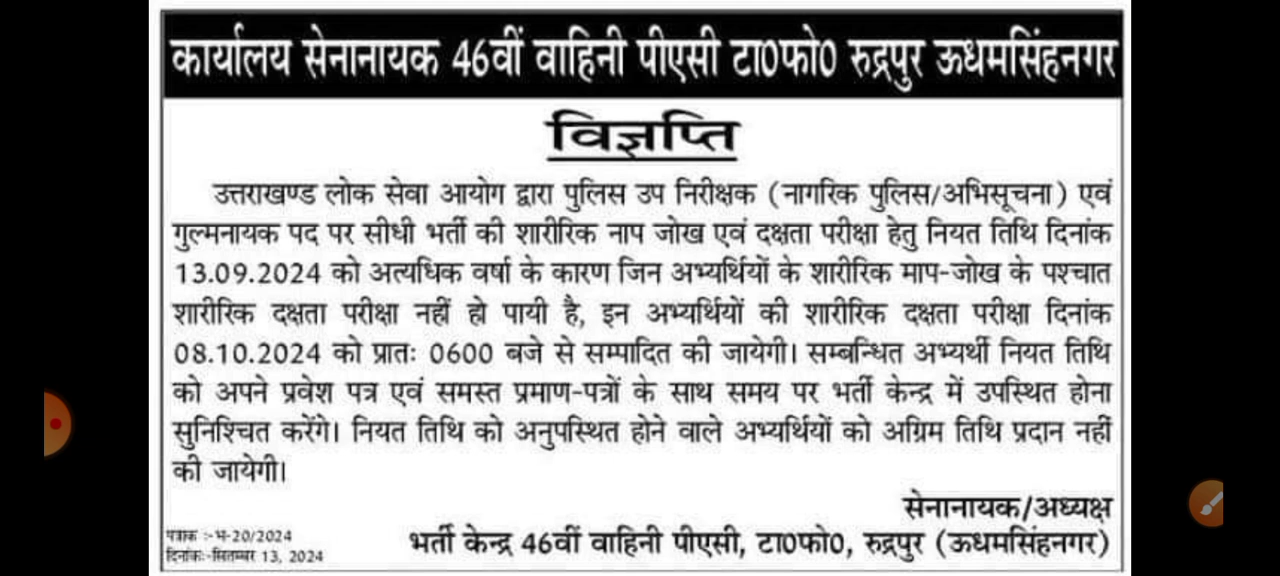 कार्यालय सेनानायक 46वीं वाहिनी पीएसी टा0फो0 रुद्रपुर ऊधमसिंहनगर
विज्ञप्ति
उत्तराखण्ड लोक सेवा आयोग द्वारा पुलिस उप निरीक्षक (नागरिक पुलिस/अभिसूचना) एवं
गुल्मनायक पद पर सीधी भर्ती की शारीरिक नाप जोख एवं दक्षता परीक्षा हेतु नियत तिथि दिनांक
13.09.2024 को अत्यधिक वर्षा के कारण जिन अभ्यर्थियों के शारीरिक माप-जोख के पश्चात
शारीरिक दक्षता परीक्षा नहीं हो पायी है, इन अभ्यर्थियों की शारीरिक दक्षता परीक्षा दिनांक
08.10.2024 को प्रातः 0600 बजे से सम्पादित की जायेगी। सम्बन्धित अभ्यर्थी नियत तिथि
को अपने प्रवेश पत्र एवं समस्त प्रमाण-पत्रों के साथ समय पर भर्ती केन्द्र में उपस्थित होना
सुनिश्चित करेंगे। नियत तिथि को अनुपस्थित होने वाले अभ्यर्थियों को अग्रिम तिथि प्रदान नहीं
की जायेगी।
सेनानायक/अध्यक्ष
भर्ती केन्द्र 46वीं वाहिनी पीएसी, टा0फो0, रुद्रपुर (ऊधमसिंहनगर)
पत्रांक :-भ-20/2024
दिनांक:-सितम्बर 13, 2024